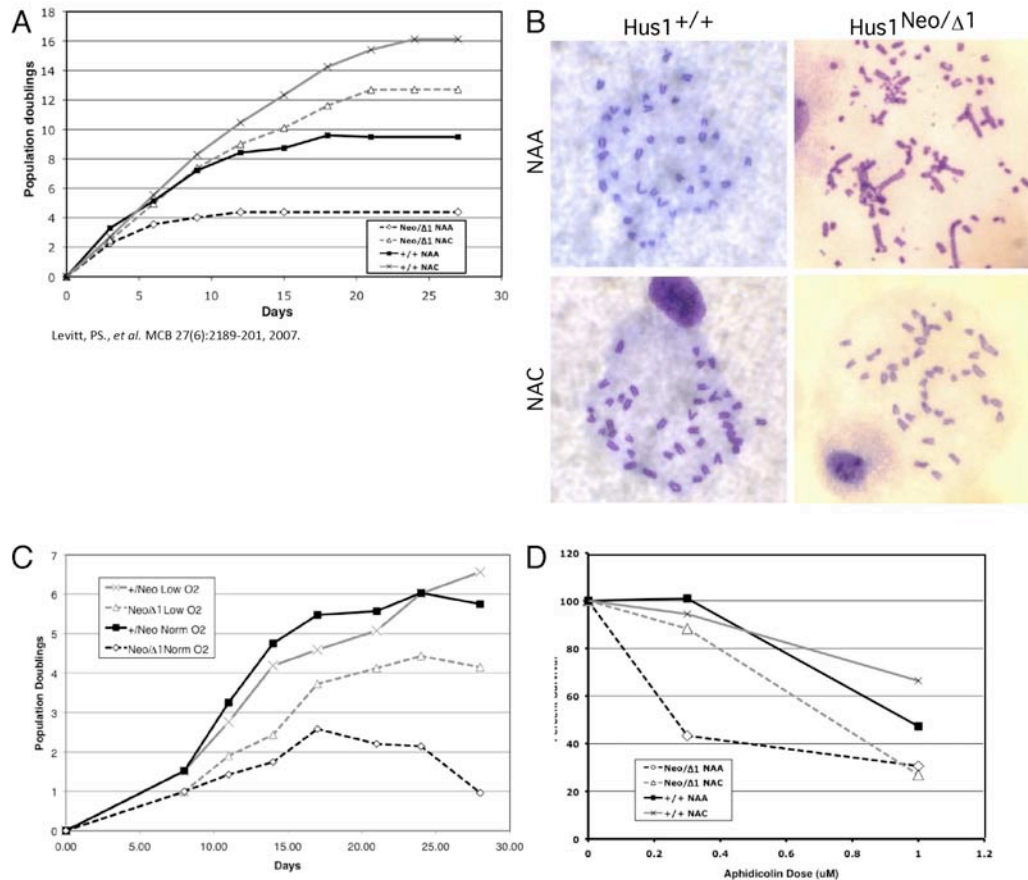 A
Population doublings
18
16
14
12
10
8
6
4
2
0
0 5 10 15 20 25 30
Days
Neo/Δ1 NAA
Neo/Δ1 NAC
+/+ NAA
+/+ NAC
Levitt, PS., et al. MCB 27(6):2189-201, 2007.
B
Hus1+/+ Hus1Neo/Δ1
NAA
NAC
C
Population Doublings
7
6
5
4
3
2
1
0
0.00 5.00 10.00 15.00 20.00 25.00 30.00
Days
+/Neo Low O2
Neo/Δ1 Low O2
+/Neo Norm O2
Neo/Δ1Norm O2
D
120
100
80
60
40
20
0
0 0.2 0.4 0.6 0.8 1 1.2
Aphidicolin Dose (uM)
Neo/Δ1 NAA
Neo/Δ1 NAC
+/+ NAA
+/+ NAC